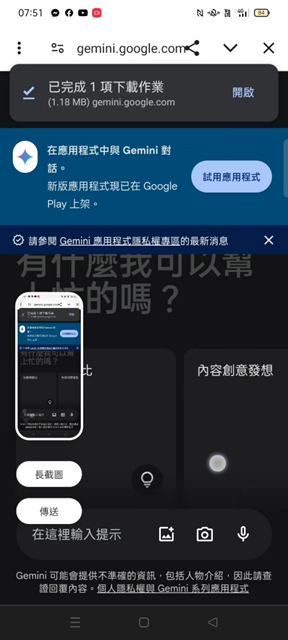 07:51
84
gemini.google.com
已完成 1 項下載作業
(1.18 MB) gemini.google.com
開啟
在應用程式中與 Gemini 對
話。
新版應用程式現已在 Google
Play 上架。
試用應用程式
請參閱 Gemini 應用程式隱私權專區的最新消息
有什麼我可以幫
上忙的嗎？
比
內容創意發想
長截圖
傳送
在這裡輸入提示
Gemini 可能會提供不準確的資訊，包括人物介紹，因此請查
證回覆內容。個人隱私權與 Gemini 系列應用程式